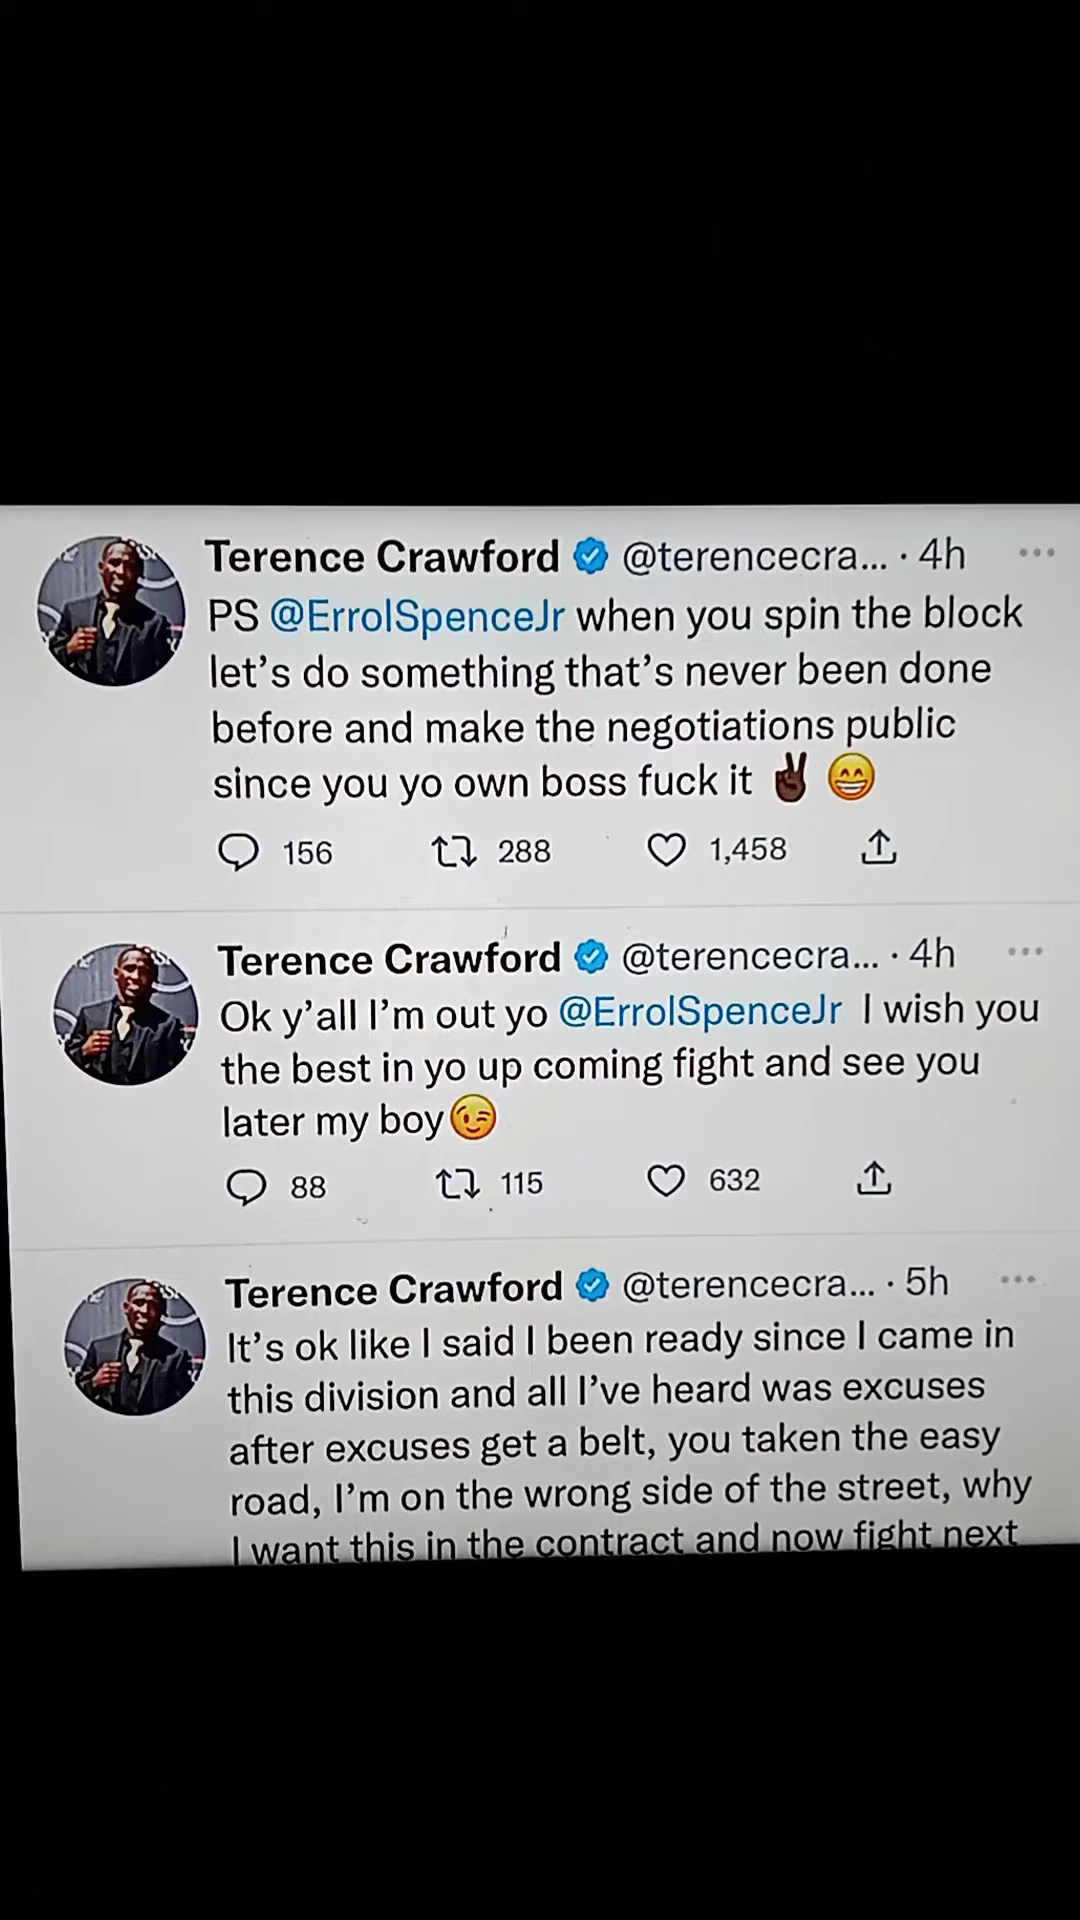 Terence Crawford @terencecra... · 4h
PS @ErrolSpenceJr when you spin the block
let's do something that's never been done
before and make the negotiations public
since you yo own boss fuck it ✌🏿 😁
156 288 1,458
Terence Crawford @terencecra... · 4h
Ok y'all I'm out yo @ErrolSpenceJr I wish you
the best in yo up coming fight and see you
later my boy😉
88 115 632
Terence Crawford @terencecra... · 5h
It's ok like I said I been ready since I came in
this division and all I've heard was excuses
after excuses get a belt, you taken the easy
road, I'm on the wrong side of the street, why
I want this in the contract and now fight next